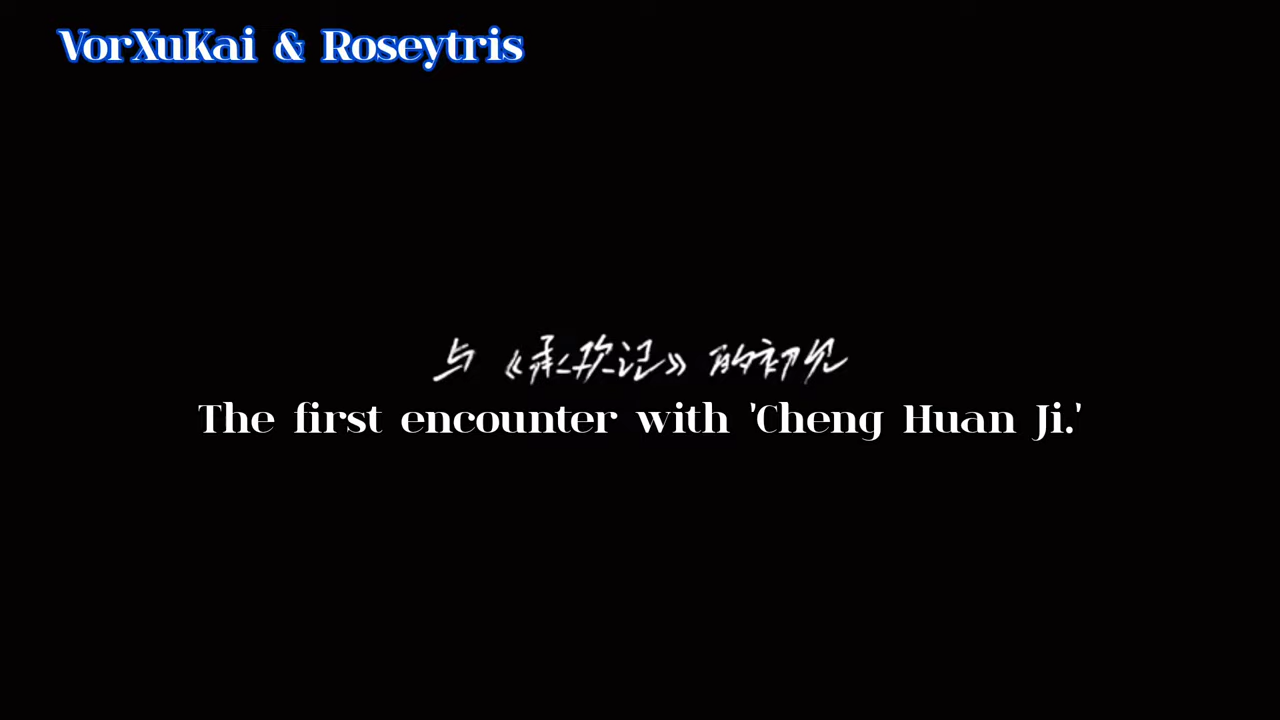 VorXuKai & Roseytris
与《承欢记》的初见
The first encounter with 'Cheng Huan Ji.'